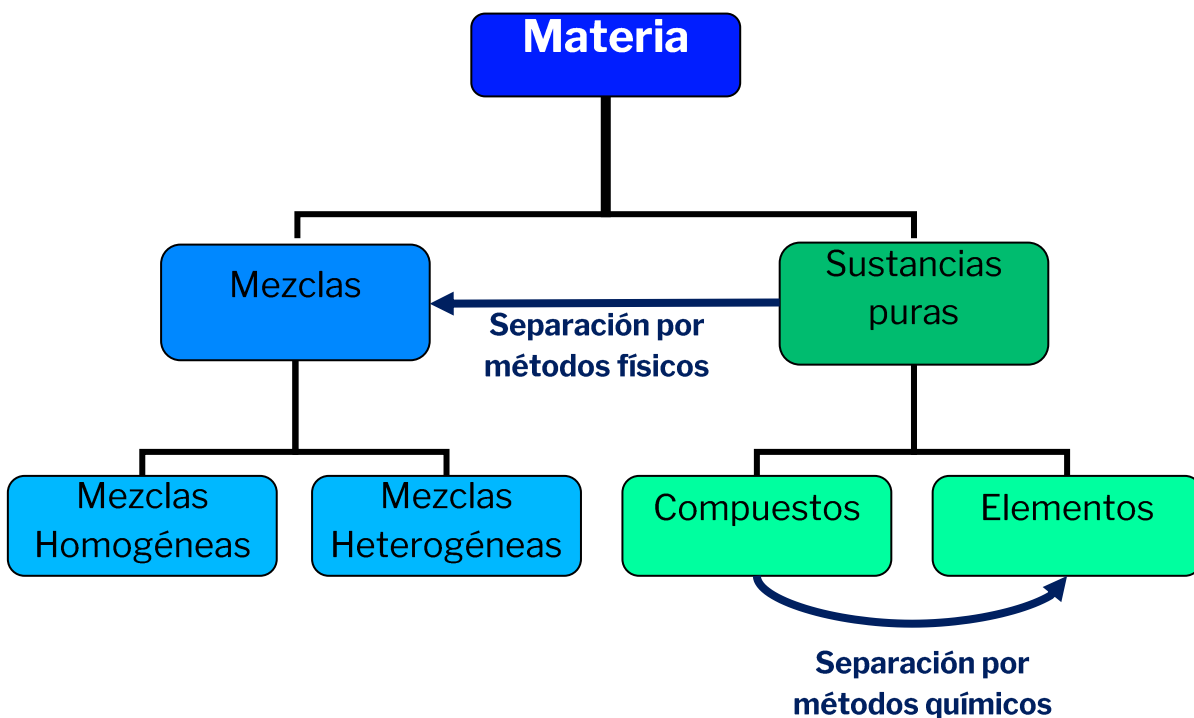 Materia
Mezclas
Sustancias
puras
Separación por
métodos físicos
Mezclas
Homogéneas
Mezclas
Heterogéneas
Compuestos
Elementos
Separación por
métodos químicos